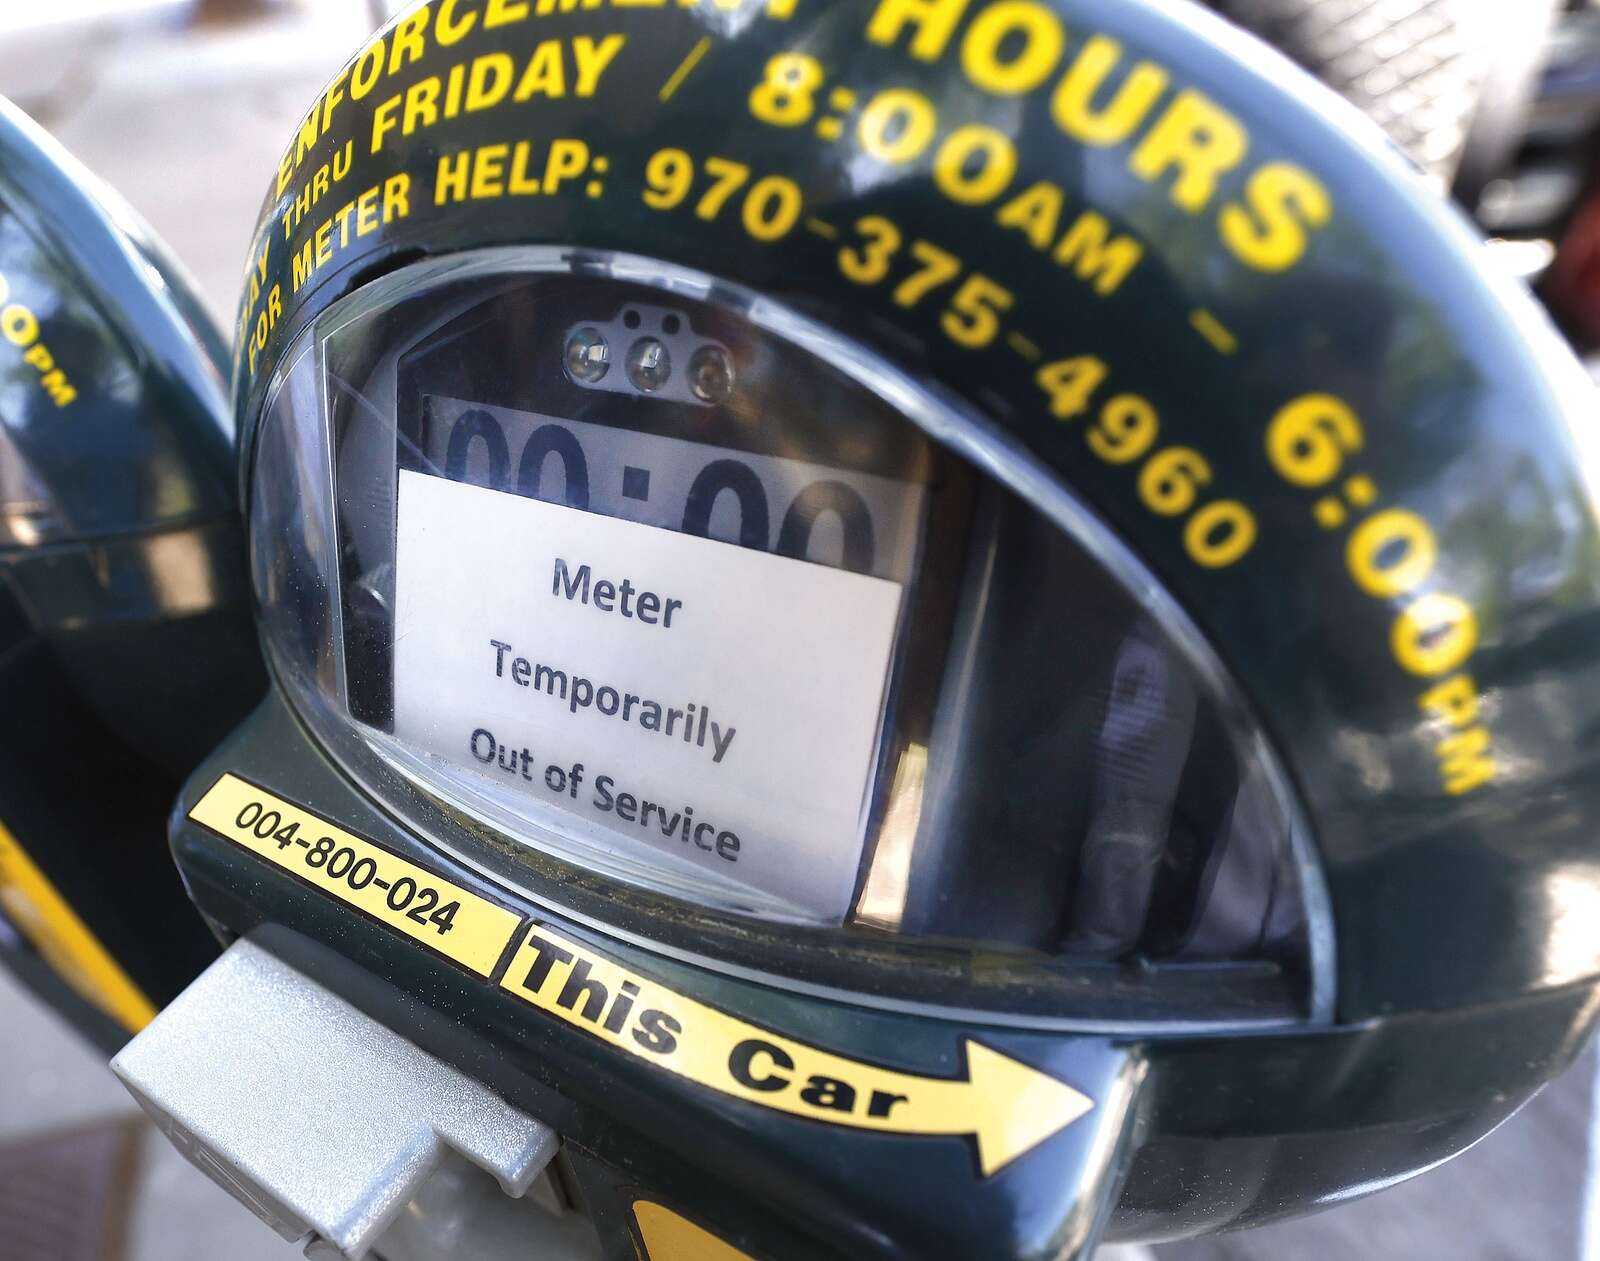 ENFORCEMENT HOURS
THRU FRIDAY / 8:00AM - 6:00PM
FOR METER HELP: 970-375-4960
00PM
00:00
Meter
Temporarily
Out of Service
004-800-024
This Car